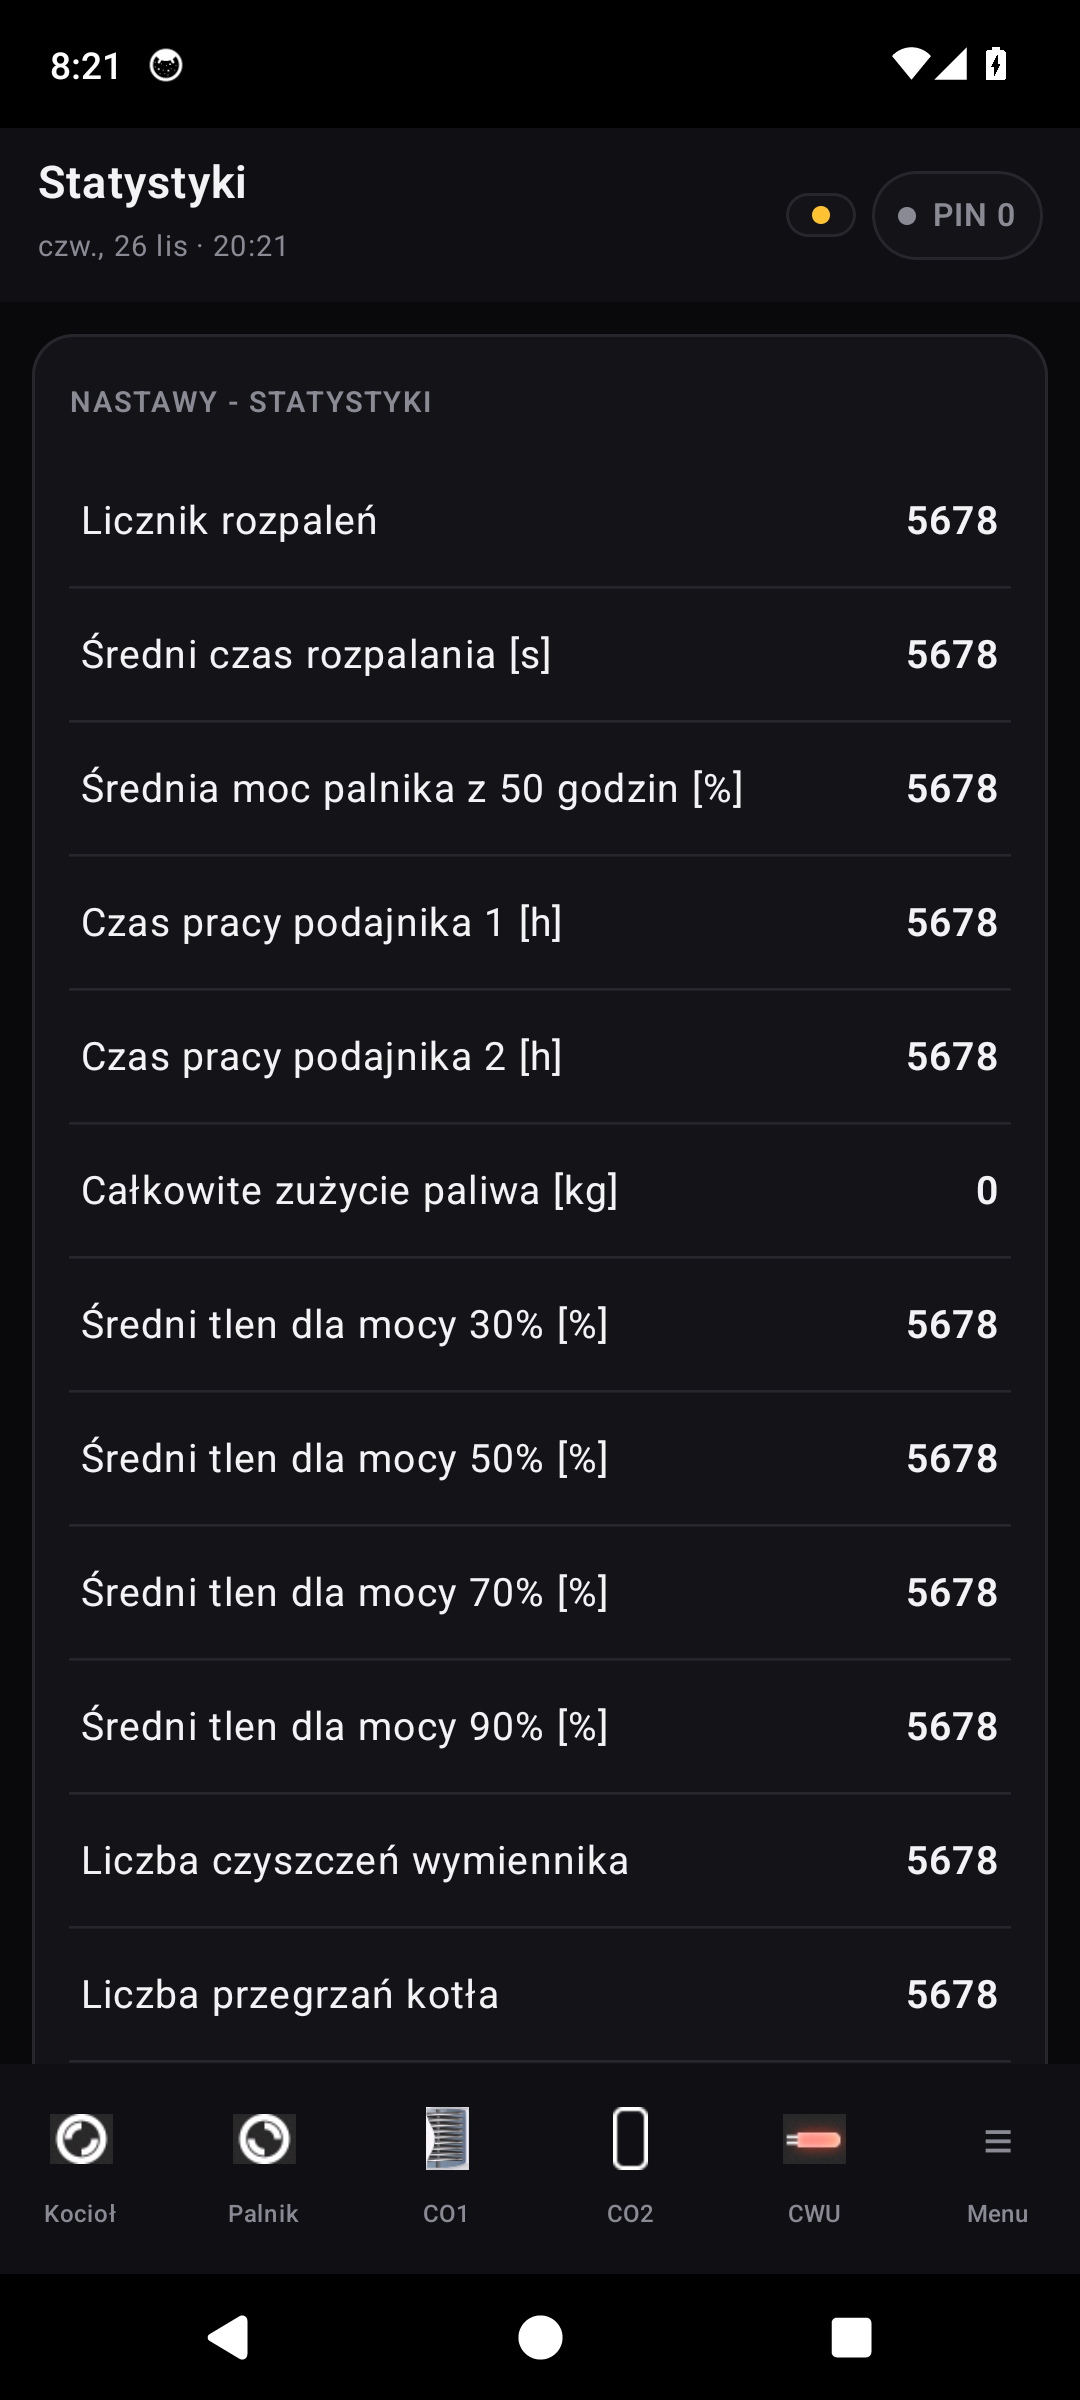 8:21
Statystyki
czw., 26 lis · 20:21
PIN 0
NASTAWY - STATYSTYKI
Licznik rozpaleń 5678
Średni czas rozpalania [s] 5678
Średnia moc palnika z 50 godzin [%] 5678
Czas pracy podajnika 1 [h] 5678
Czas pracy podajnika 2 [h] 5678
Całkowite zużycie paliwa [kg] 0
Średni tlen dla mocy 30% [%] 5678
Średni tlen dla mocy 50% [%] 5678
Średni tlen dla mocy 70% [%] 5678
Średni tlen dla mocy 90% [%] 5678
Liczba czyszczeń wymiennika 5678
Liczba przegrzań kotła 5678
Kocioł Palnik CO1 CO2 CWU Menu